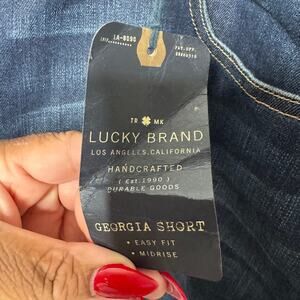 TR MK
LUCKY BRAND
LOS ANGELES, CALIFORNIA
HANDCRAFTED
( Est. 1990 )
DURABLE GOODS
GEORGIA SHORT
• EASY FIT
• MIDRISE